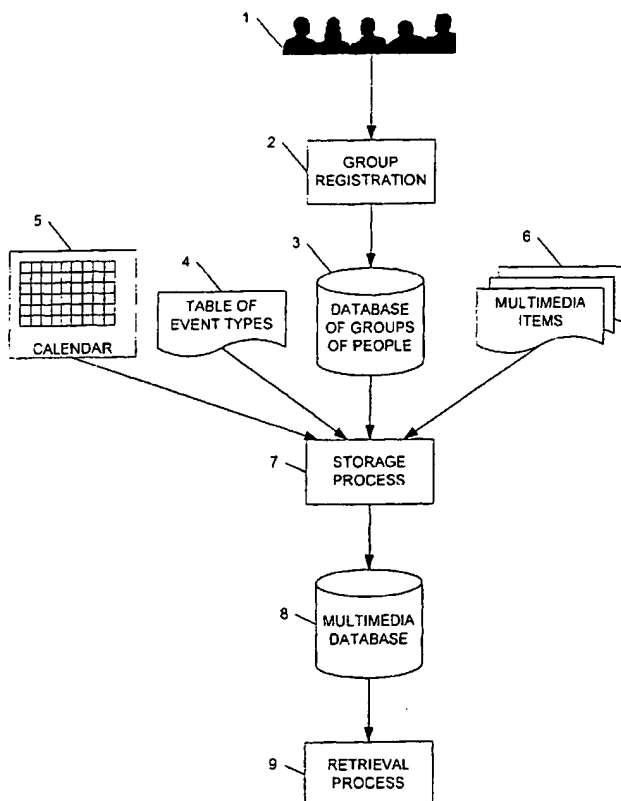 1
2
GROUP
REGISTRATION
5
4
3
6
CALENDAR
TABLE OF
EVENT TYPES
DATABASE
OF GROUPS
OF PEOPLE
MULTIMEDIA
ITEMS
7
STORAGE
PROCESS
8
MULTIMEDIA
DATABASE
9
RETRIEVAL
PROCESS